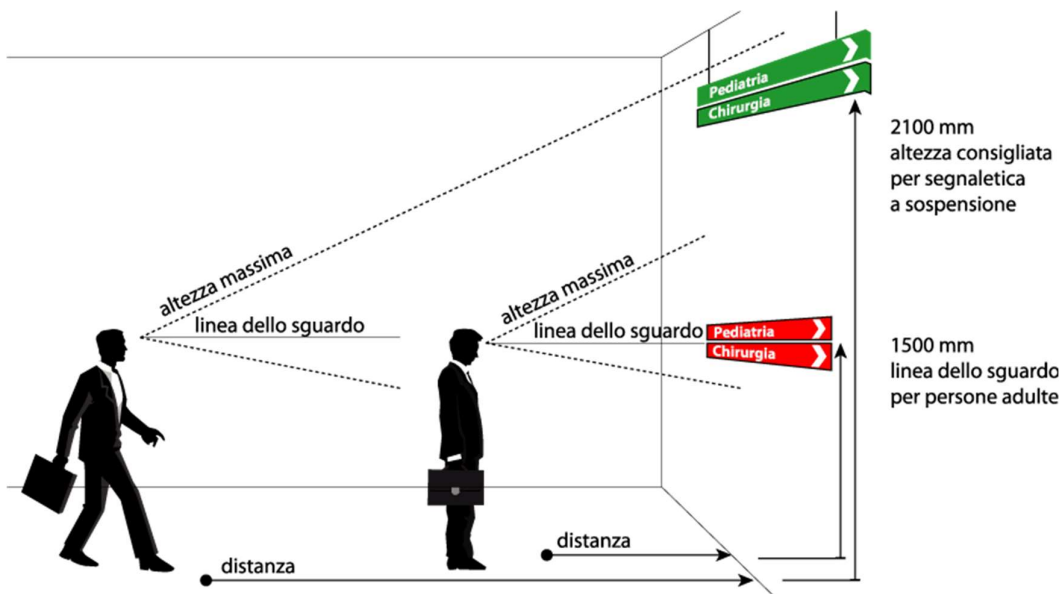 Pediatria
Chirurgia
2100 mm
altezza consigliata
per segnaletica
a sospensione
altezza massima
altezza massima
linea dello sguardo
linea dello sguardo
Pediatria
Chirurgia
1500 mm
linea dello sguardo
per persone adulte
distanza
distanza